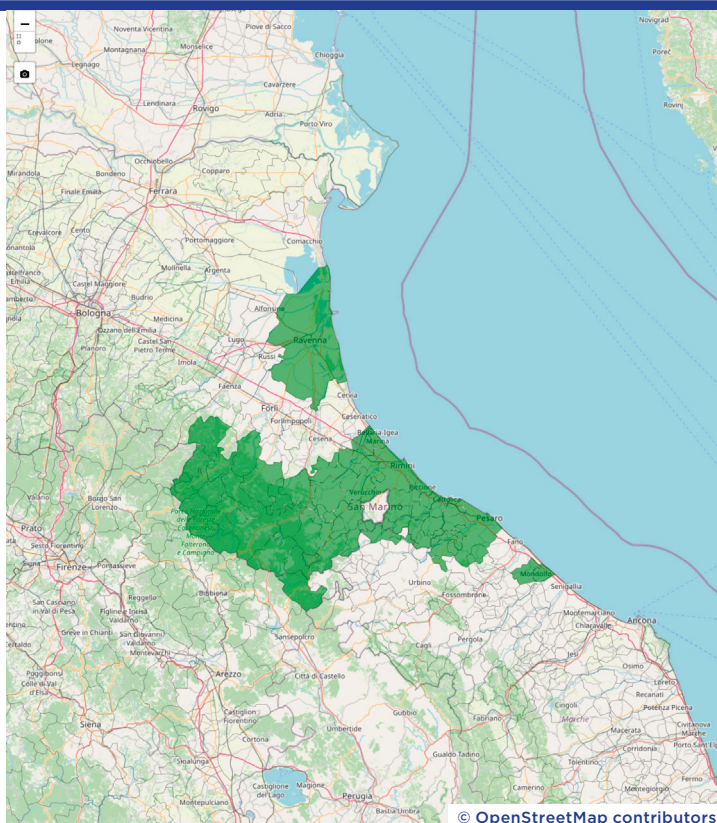 Novigrad
Noventa Vicentina
Piove di Sacco
Monselice
Montagnana
Chioggia
Poreč
Legnago
Cavarzere
Lendinara
Rovigo
Adria
Rovinj
Porto Viro
Occhiobello
Mirandola
Bondeno
Copparo
Finale Emilia
Ferrara
Crevalcore
Cento
Portomaggiore
Comacchio
Molinella
Argenta
Castel Maggiore
Budrio
Alfonsine
Bologna
Medicina
Ozzano dell'Emilia
Lugo
Ravenna
Pianoro
Castel San
Pietro Terme
Russi
Imola
Faenza
Cervia
Forlì
Cesenatico
Forlimpopoli
Bellaria-Igea
Marina
Cesena
Rimini
Vaiano
Borgo San
Lorenzo
Verucchio
Riccione
Cattolica
San Marino
Pesaro
Prato
Sesto Fiorentino
Fano
Falterona
e Campigna
Firenze
Pontassieve
Mondolfo
Urbino
Senigallia
Bibbiena
Fossombrone
Reggello
San Casciano
in Val di Pesa
Figline e Incisa
Valdarno
Montemarciano
Ancona
Chiaravalle
Greve in Chianti
San Giovanni
Valdarno
Sansepolcro
Pergola
Montevarchi
Cagli
Jesi
Osimo
Poggibonsi
Colle di Val
d'Elsa
Arezzo
Città di Castello
Loreto
Recanati
Cingoli
Potenza Picena
Castiglion
Fiorentino
Gubbio
Fabriano
Marche
Siena
Umbertide
Macerata
Civitanova
Marche
Cortona
Corridonia
Gualdo Tadino
Tolentino
Sinalunga
Fermo
Castiglione
del Lago
Magione
Camerino
Montegiorgio
Montepulciano
Perugia
Bastia Umbra
© OpenStreetMap contributors